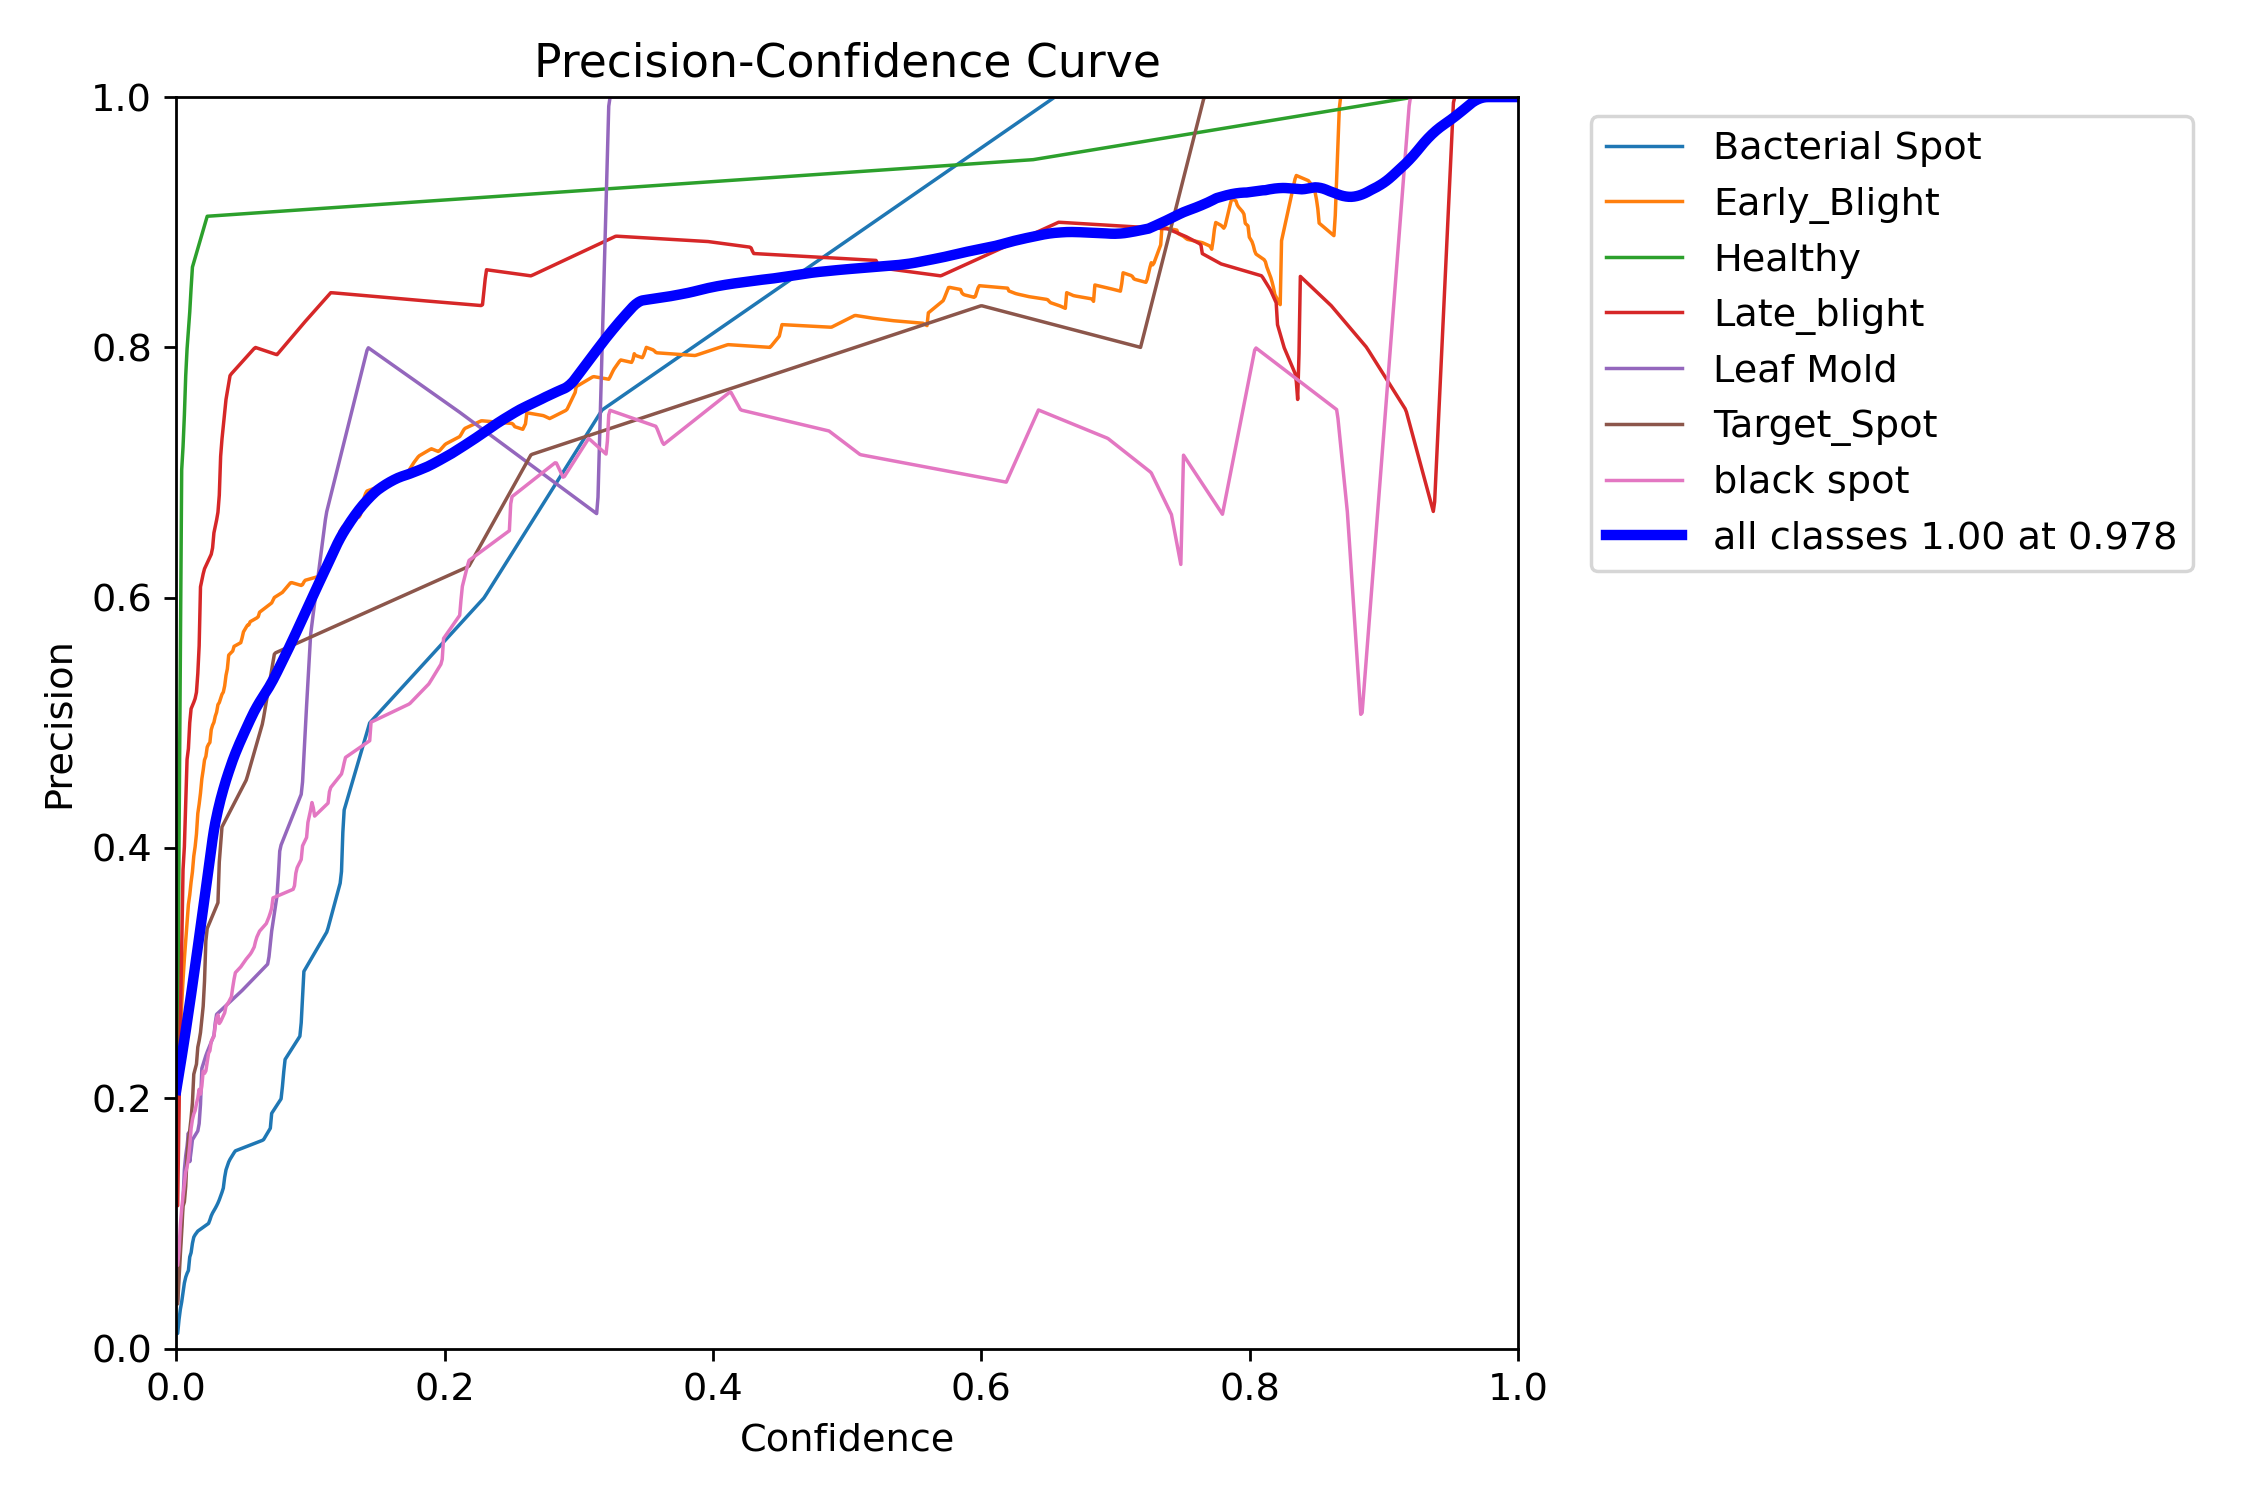 Precision-Confidence Curve
1.0
0.8
0.6
0.4
0.2
0.0
Precision
0.0 0.2 0.4 0.6 0.8 1.0
Confidence
Bacterial Spot
Early_Blight
Healthy
Late_blight
Leaf Mold
Target_Spot
black spot
all classes 1.00 at 0.978